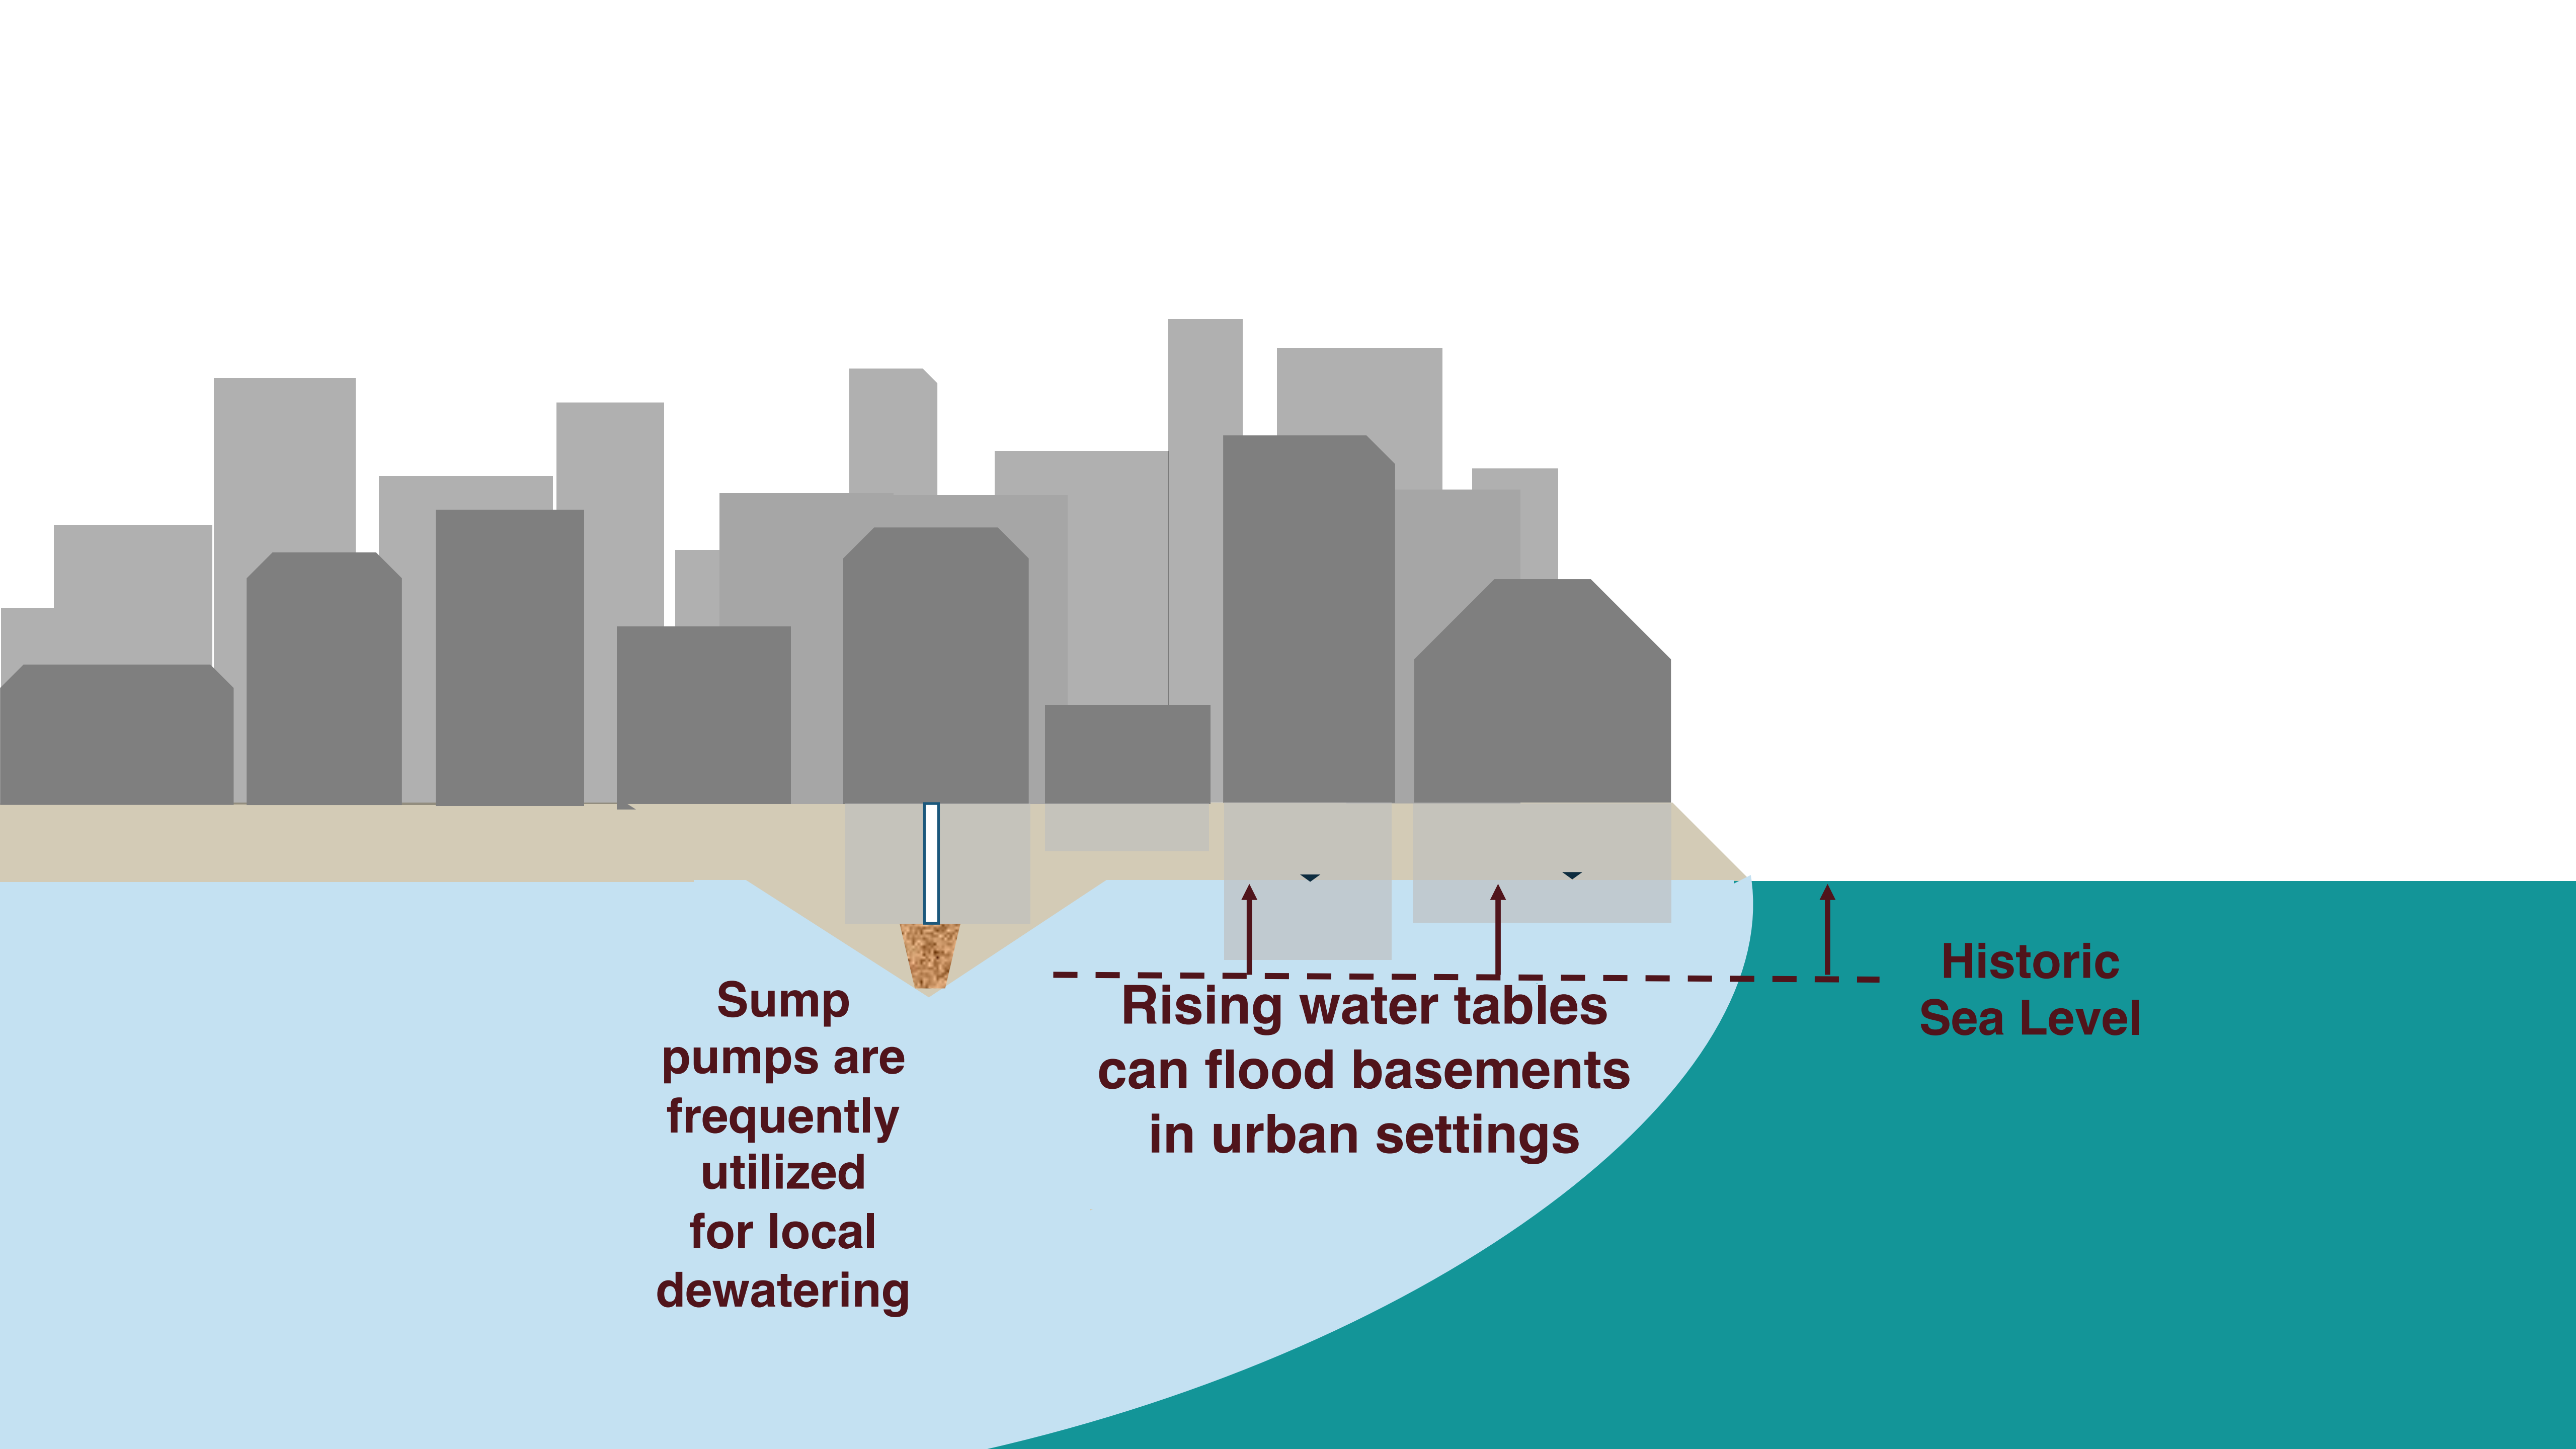 Sump
pumps are
frequently
utilized
for local
dewatering
Rising water tables
can flood basements
in urban settings
Historic
Sea Level